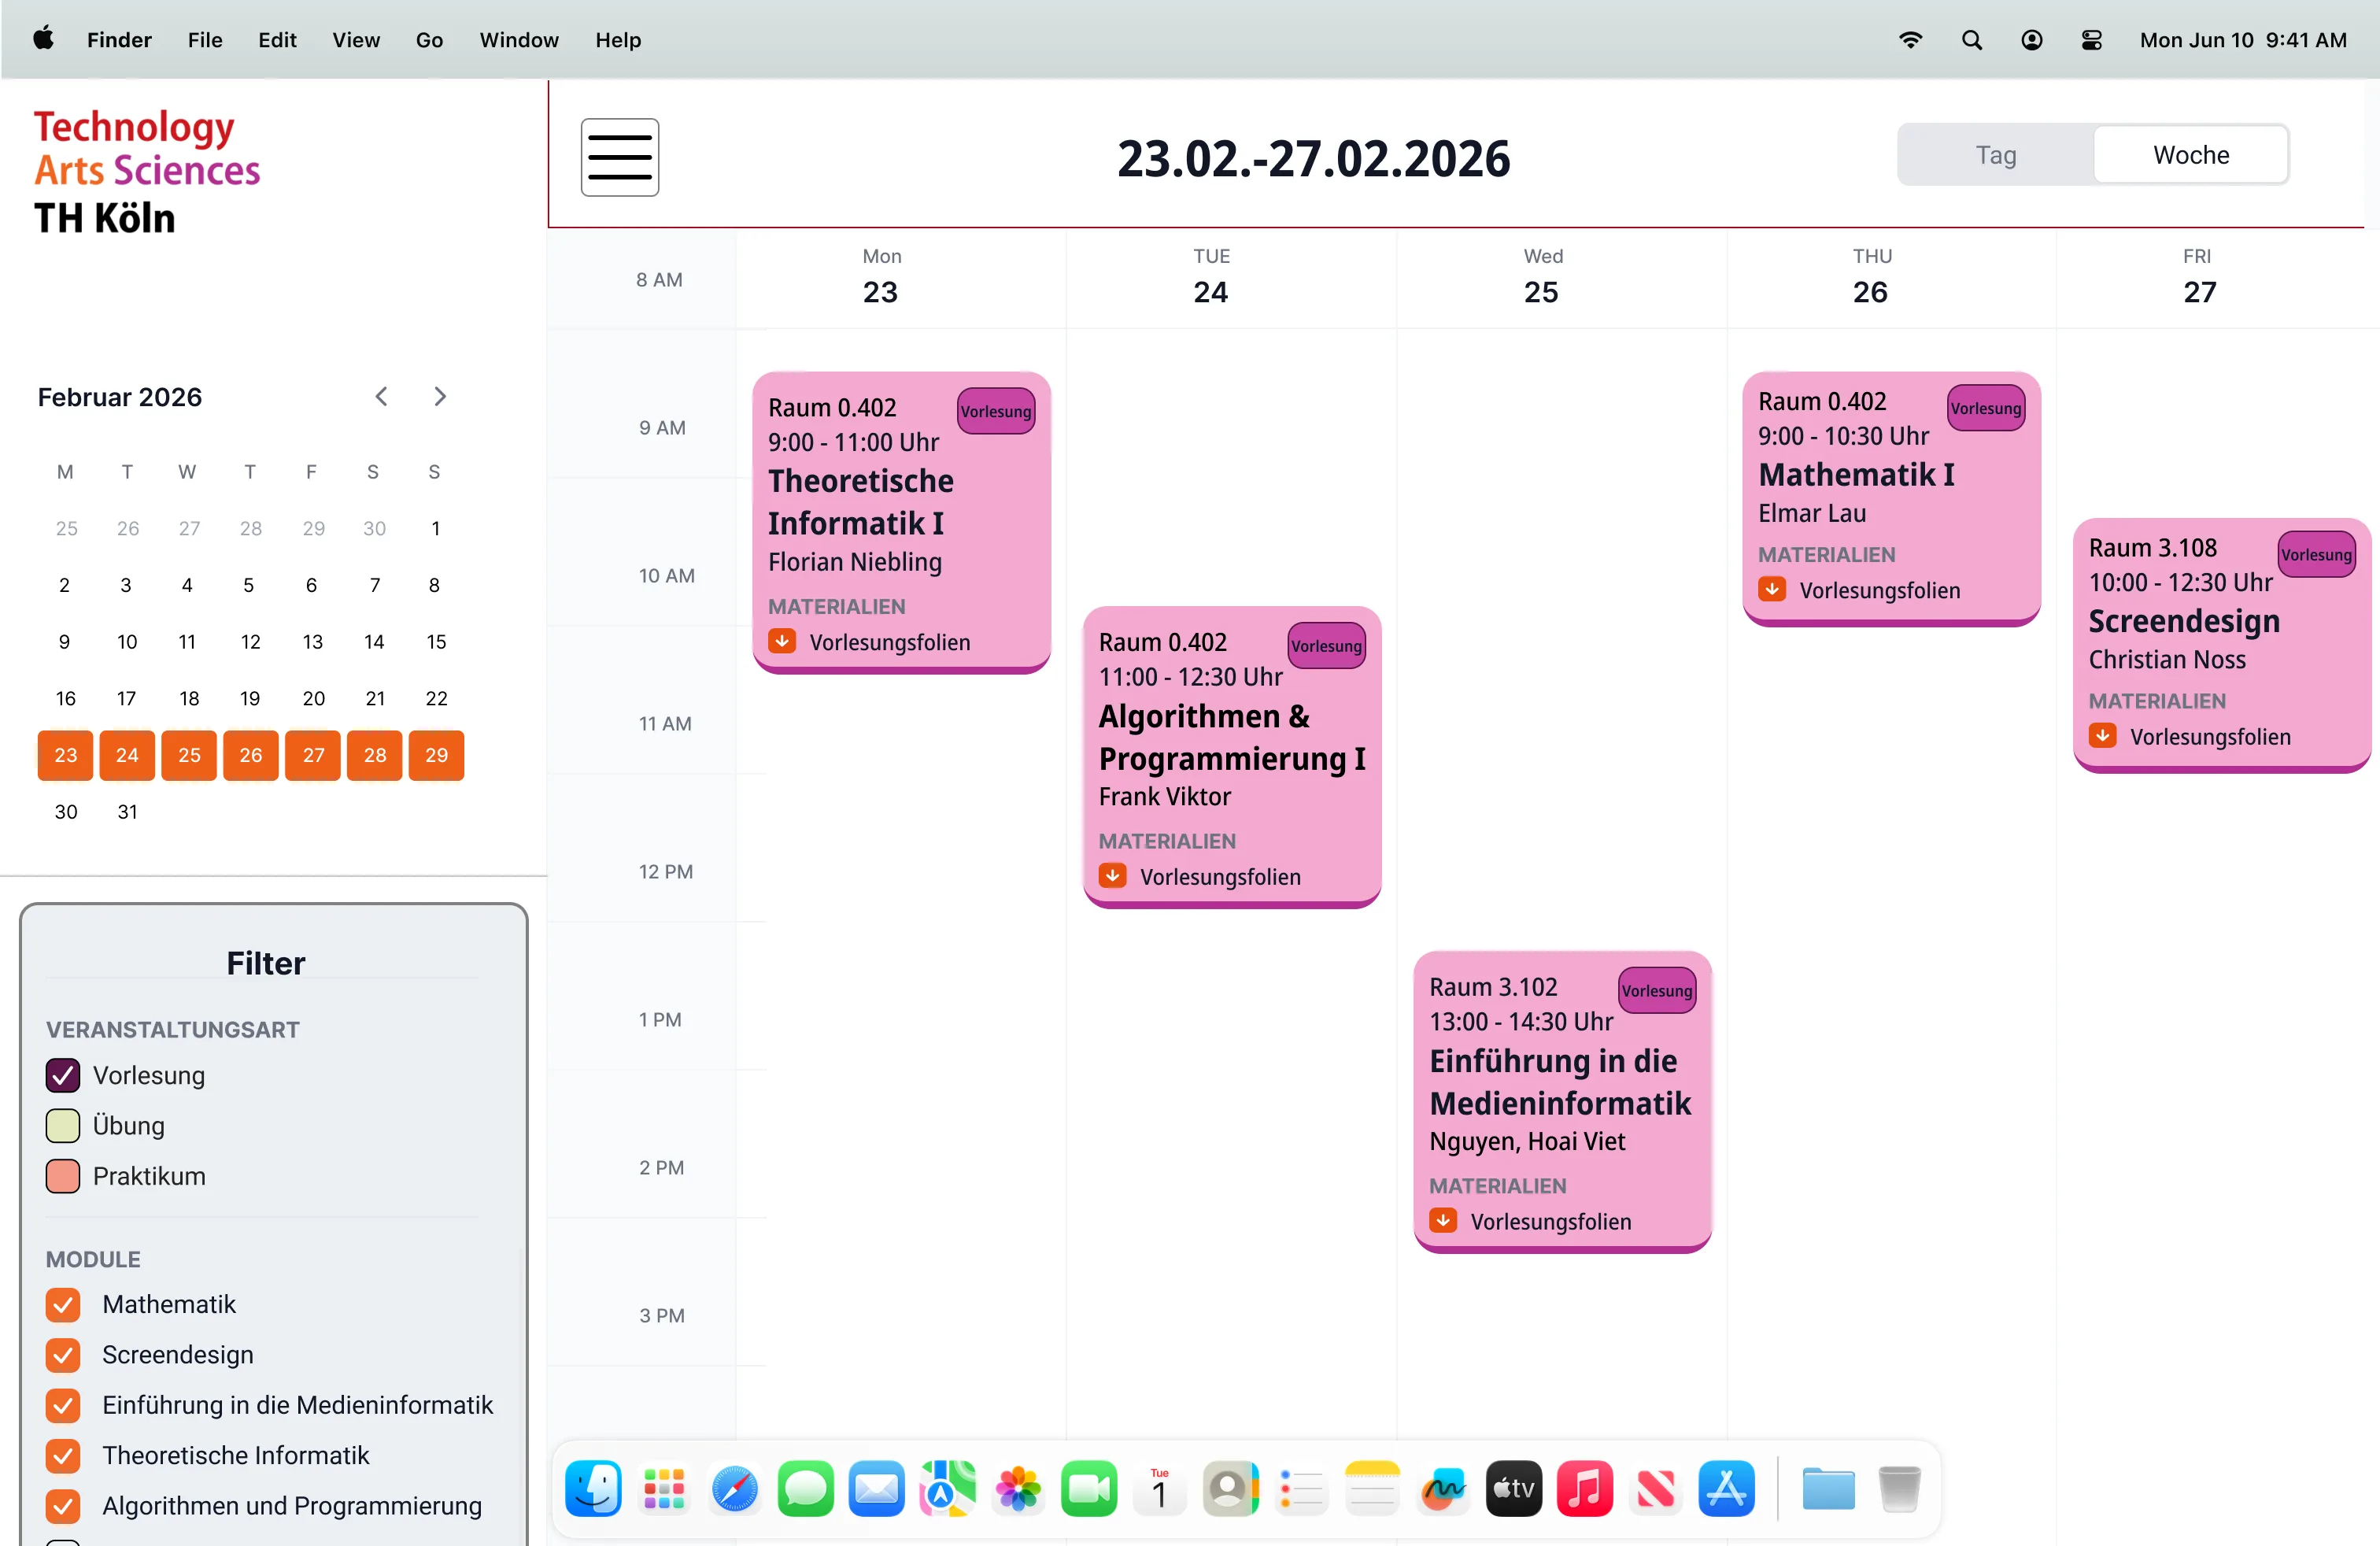 Finder File Edit View Go Window Help
Mon Jun 10 9:41 AM
Technology
Arts Sciences
TH Köln
23.02.-27.02.2026
Tag Woche
Februar 2026
M T W T F S S
25 26 27 28 29 30 1
2 3 4 5 6 7 8
9 10 11 12 13 14 15
16 17 18 19 20 21 22
23 24 25 26 27 28 29
30 31
Filter
VERANSTALTUNGSART
Vorlesung
Übung
Praktikum
MODULE
Mathematik
Screendesign
Einführung in die Medieninformatik
Theoretische Informatik
Algorithmen und Programmierung
Mon
23
TUE
24
Wed
25
THU
26
FRI
27
8 AM
9 AM
10 AM
11 AM
12 PM
1 PM
2 PM
3 PM
Raum 0.402
Vorlesung
9:00 - 11:00 Uhr
Theoretische
Informatik I
Florian Niebling
MATERIALIEN
Vorlesungsfolien
Raum 0.402
Vorlesung
11:00 - 12:30 Uhr
Algorithmen &
Programmierung I
Frank Viktor
MATERIALIEN
Vorlesungsfolien
Raum 3.102
Vorlesung
13:00 - 14:30 Uhr
Einführung in die
Medieninformatik
Nguyen, Hoai Viet
MATERIALIEN
Vorlesungsfolien
Raum 0.402
Vorlesung
9:00 - 10:30 Uhr
Mathematik I
Elmar Lau
MATERIALIEN
Vorlesungsfolien
Raum 3.108
Vorlesung
10:00 - 12:30 Uhr
Screendesign
Christian Noss
MATERIALIEN
Vorlesungsfolien
Tue
1
tv